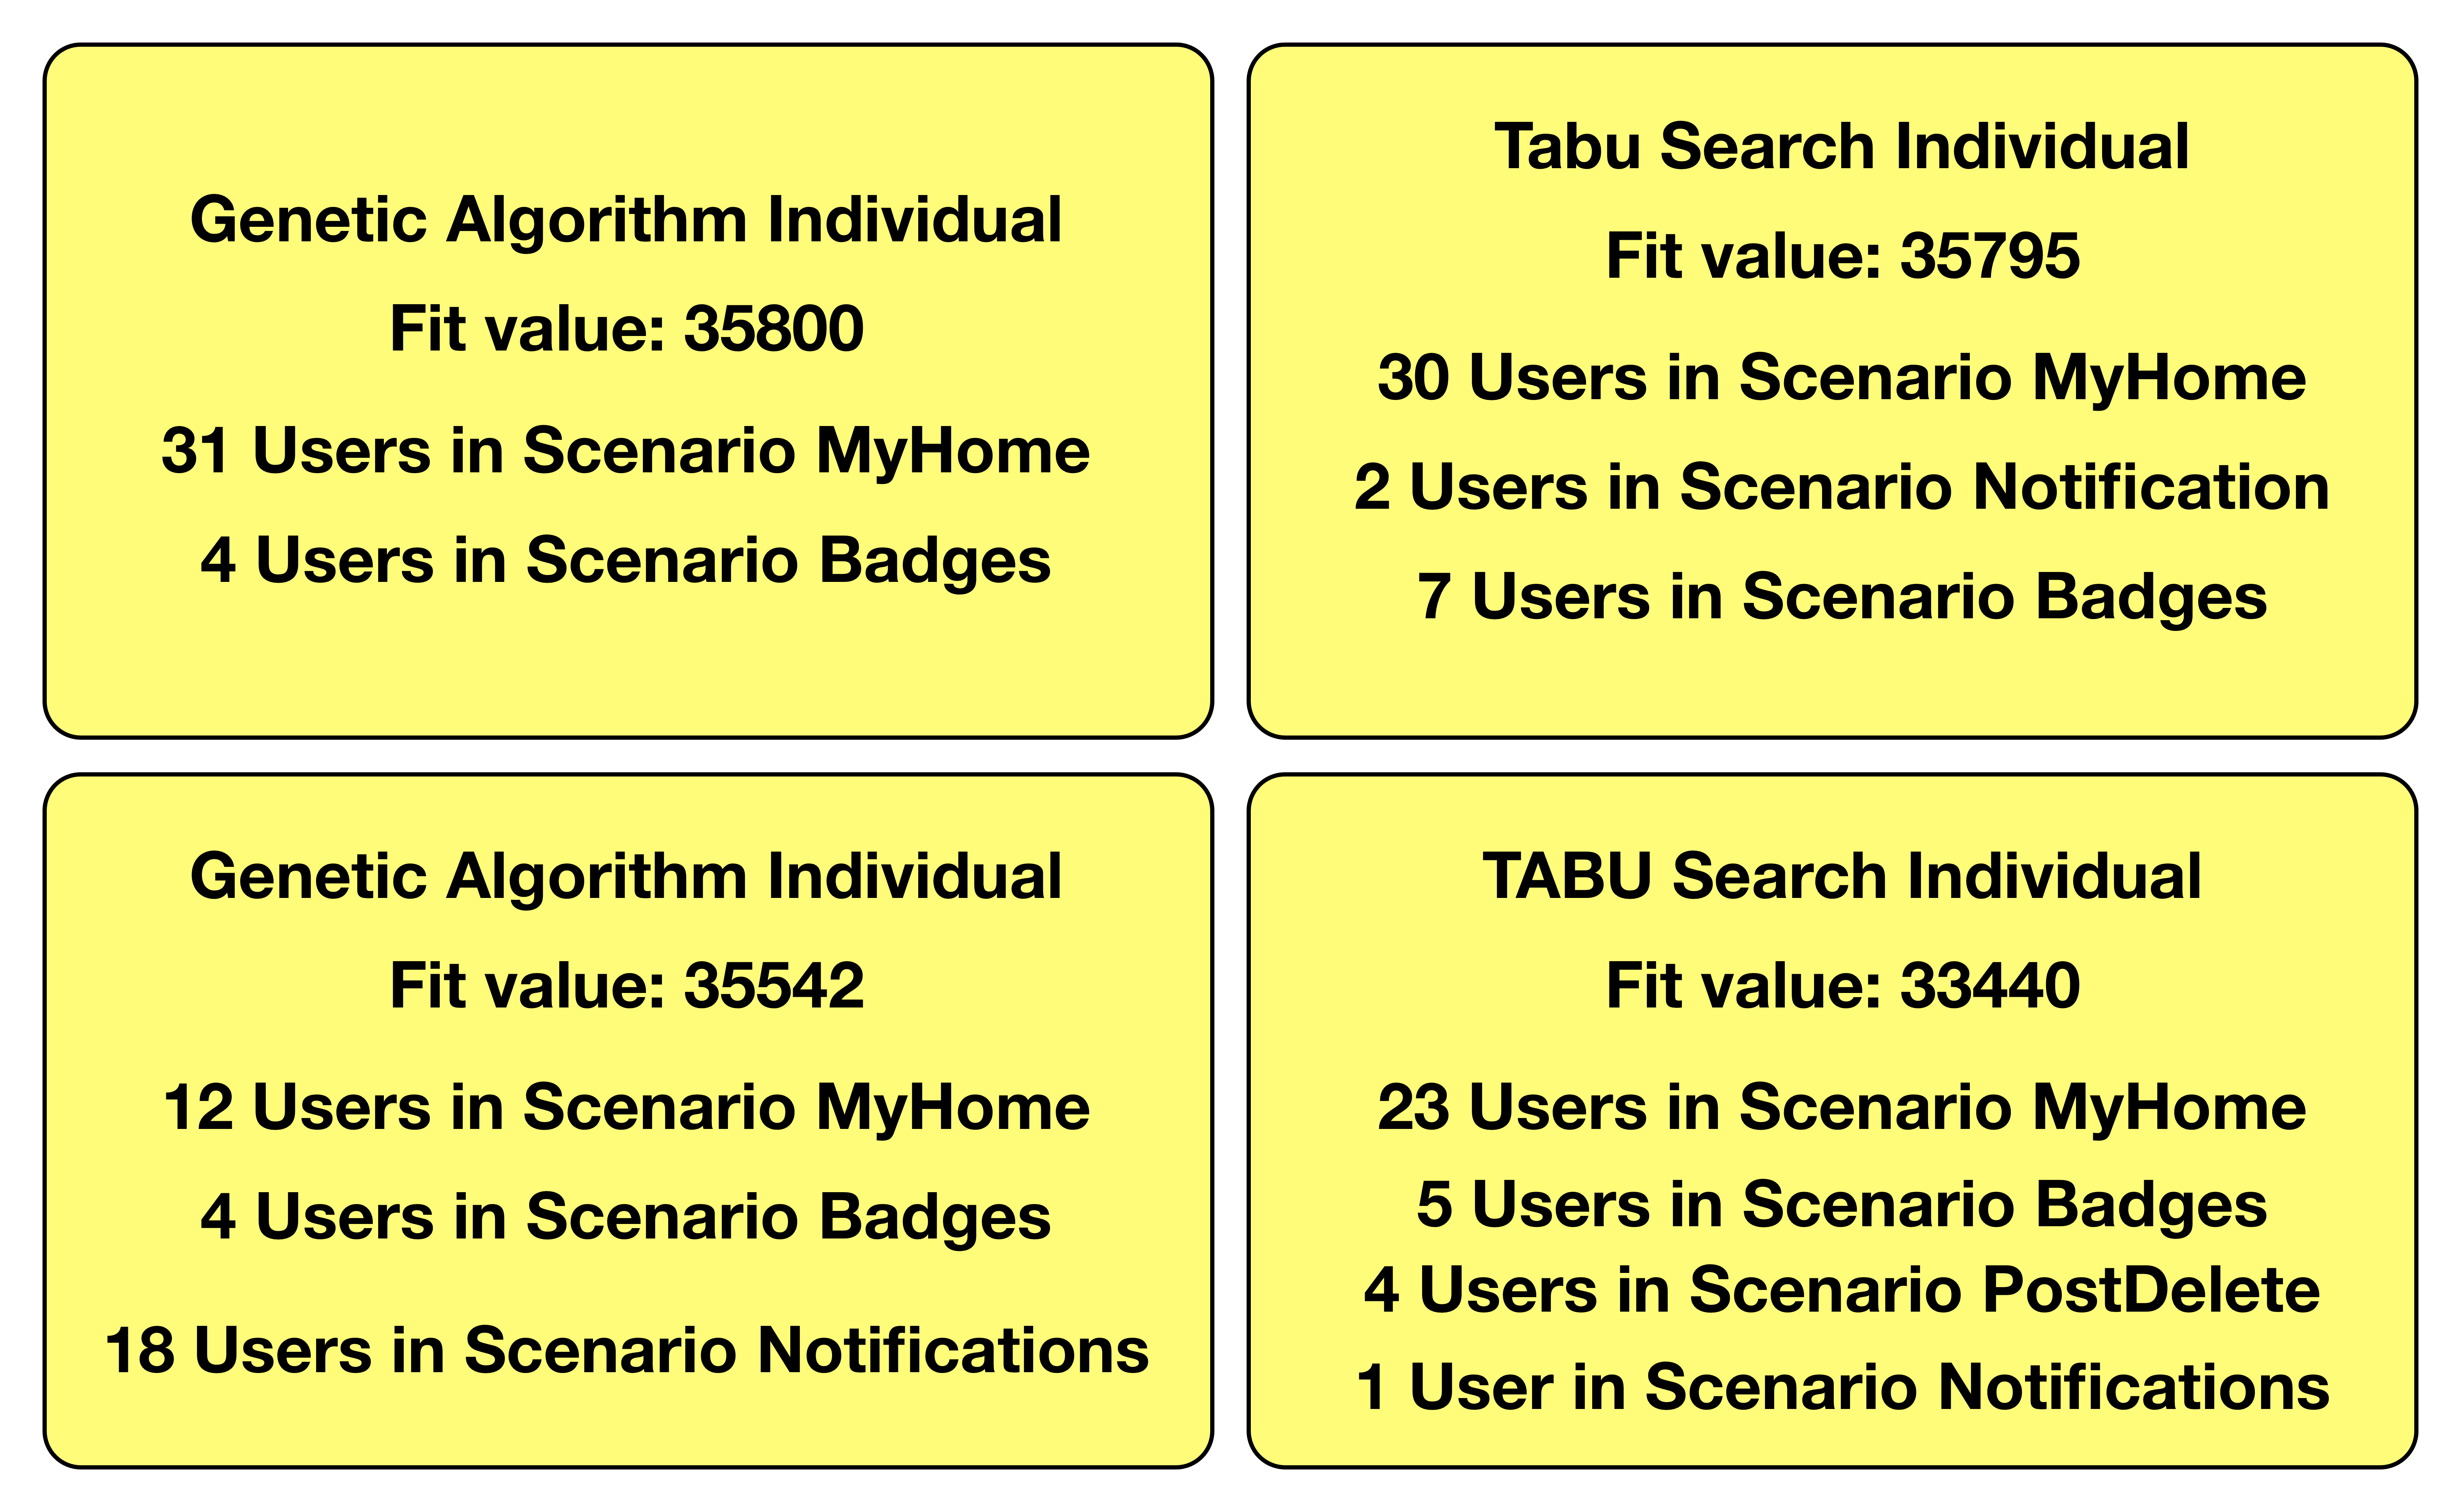 Genetic Algorithm Individual
Fit value: 35800
31 Users in Scenario MyHome
4 Users in Scenario Badges
Tabu Search Individual
Fit value: 35795
30 Users in Scenario MyHome
2 Users in Scenario Notification
7 Users in Scenario Badges
Genetic Algorithm Individual
Fit value: 35542
12 Users in Scenario MyHome
4 Users in Scenario Badges
18 Users in Scenario Notifications
TABU Search Individual
Fit value: 33440
23 Users in Scenario MyHome
5 Users in Scenario Badges
4 Users in Scenario PostDelete
1 User in Scenario Notifications